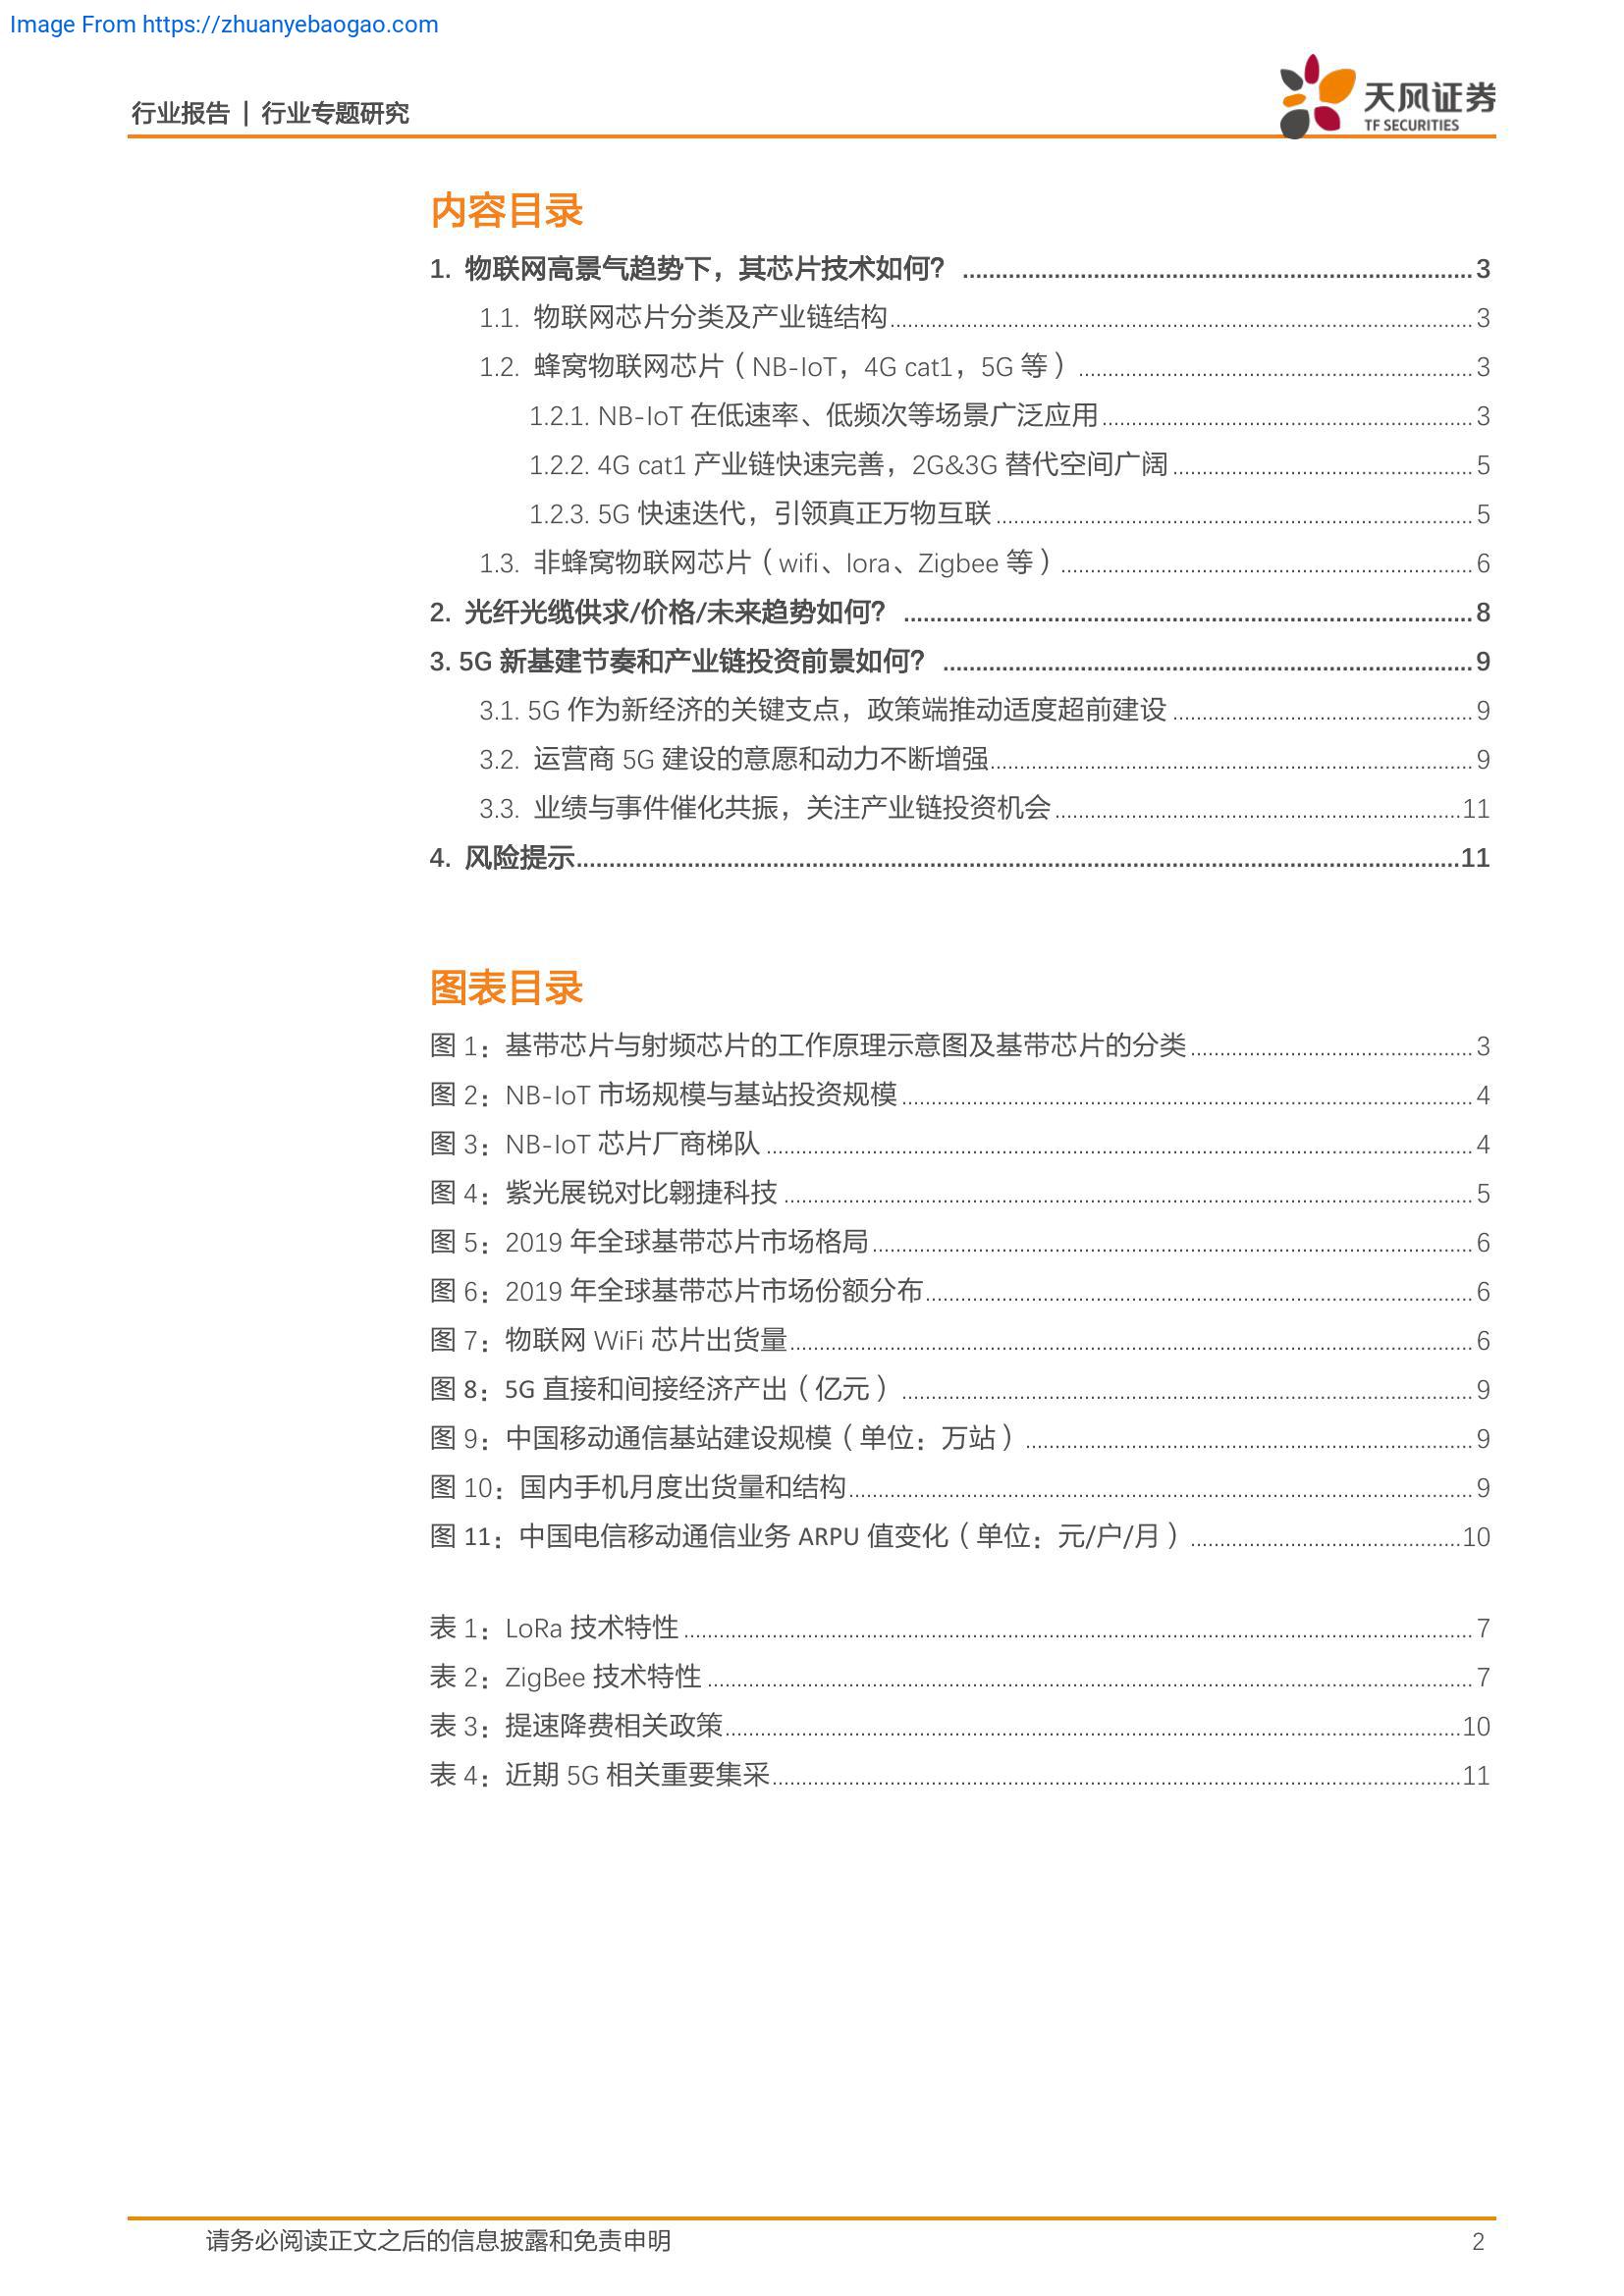 Image From https://zhuanyebaogao.com
行业报告 | 行业专题研究
天风证券
TF SECURITIES
内容目录
1. 物联网高景气趋势下，其芯片技术如何？ 3
1.1. 物联网芯片分类及产业链结构 3
1.2. 蜂窝物联网芯片（NB-IoT，4G cat1，5G 等） 3
1.2.1. NB-IoT 在低速率、低频次等场景广泛应用 3
1.2.2. 4G cat1 产业链快速完善，2G&3G 替代空间广阔 5
1.2.3. 5G 快速迭代，引领真正万物互联 5
1.3. 非蜂窝物联网芯片（wifi、lora、Zigbee 等） 6
2. 光纤光缆供求/价格/未来趋势如何？ 8
3. 5G 新基建节奏和产业链投资前景如何？ 9
3.1. 5G 作为新经济的关键支点，政策端推动适度超前建设 9
3.2. 运营商 5G 建设的意愿和动力不断增强 9
3.3. 业绩与事件催化共振，关注产业链投资机会 11
4. 风险提示 11
图表目录
图 1：基带芯片与射频芯片的工作原理示意图及基带芯片的分类 3
图 2：NB-IoT 市场规模与基站投资规模 4
图 3：NB-IoT 芯片厂商梯队 4
图 4：紫光展锐对比翱捷科技 5
图 5：2019 年全球基带芯片市场格局 6
图 6：2019 年全球基带芯片市场份额分布 6
图 7：物联网 WiFi 芯片出货量 6
图 8：5G 直接和间接经济产出（亿元） 9
图 9：中国移动通信基站建设规模（单位：万站） 9
图 10：国内手机月度出货量和结构 9
图 11：中国电信移动通信业务 ARPU 值变化（单位：元/户/月） 10
表 1：LoRa 技术特性 7
表 2：ZigBee 技术特性 7
表 3：提速降费相关政策 10
表 4：近期 5G 相关重要集采 11
请务必阅读正文之后的信息披露和免责申明 2